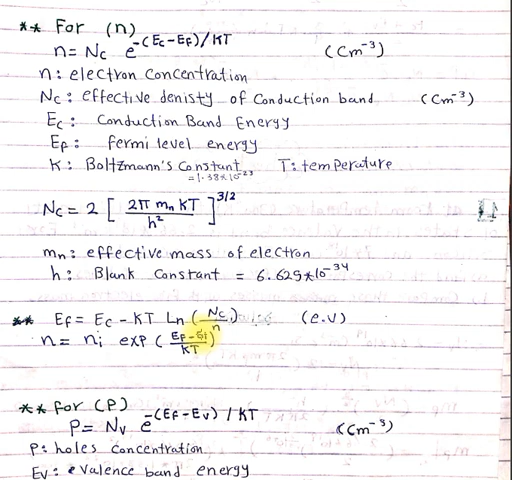 ** For (n)
n = Nc e^-(Ec-Ef)/KT (Cm^-3)
n: electron Concentration
Nc: effective denisty of Conduction band (Cm^-3)
Ec: Conduction Band Energy
Ef: fermi level energy
K: Boltzmann's Constant T: temperature
=1.38*10^-23
Nc = 2 [ 2π mn KT / h² ]^3/2
mn: effective mass of electron
h: Blank Constant = 6.625*10^-34
** Ef = Ec - KT Ln (Nc/n) (e.v)
n = ni exp (Ef-Ei/KT)
** for (P)
P = Nv e^-(Ef-Ev)/KT (Cm^-3)
P: holes concentration
Ev: valence band energy